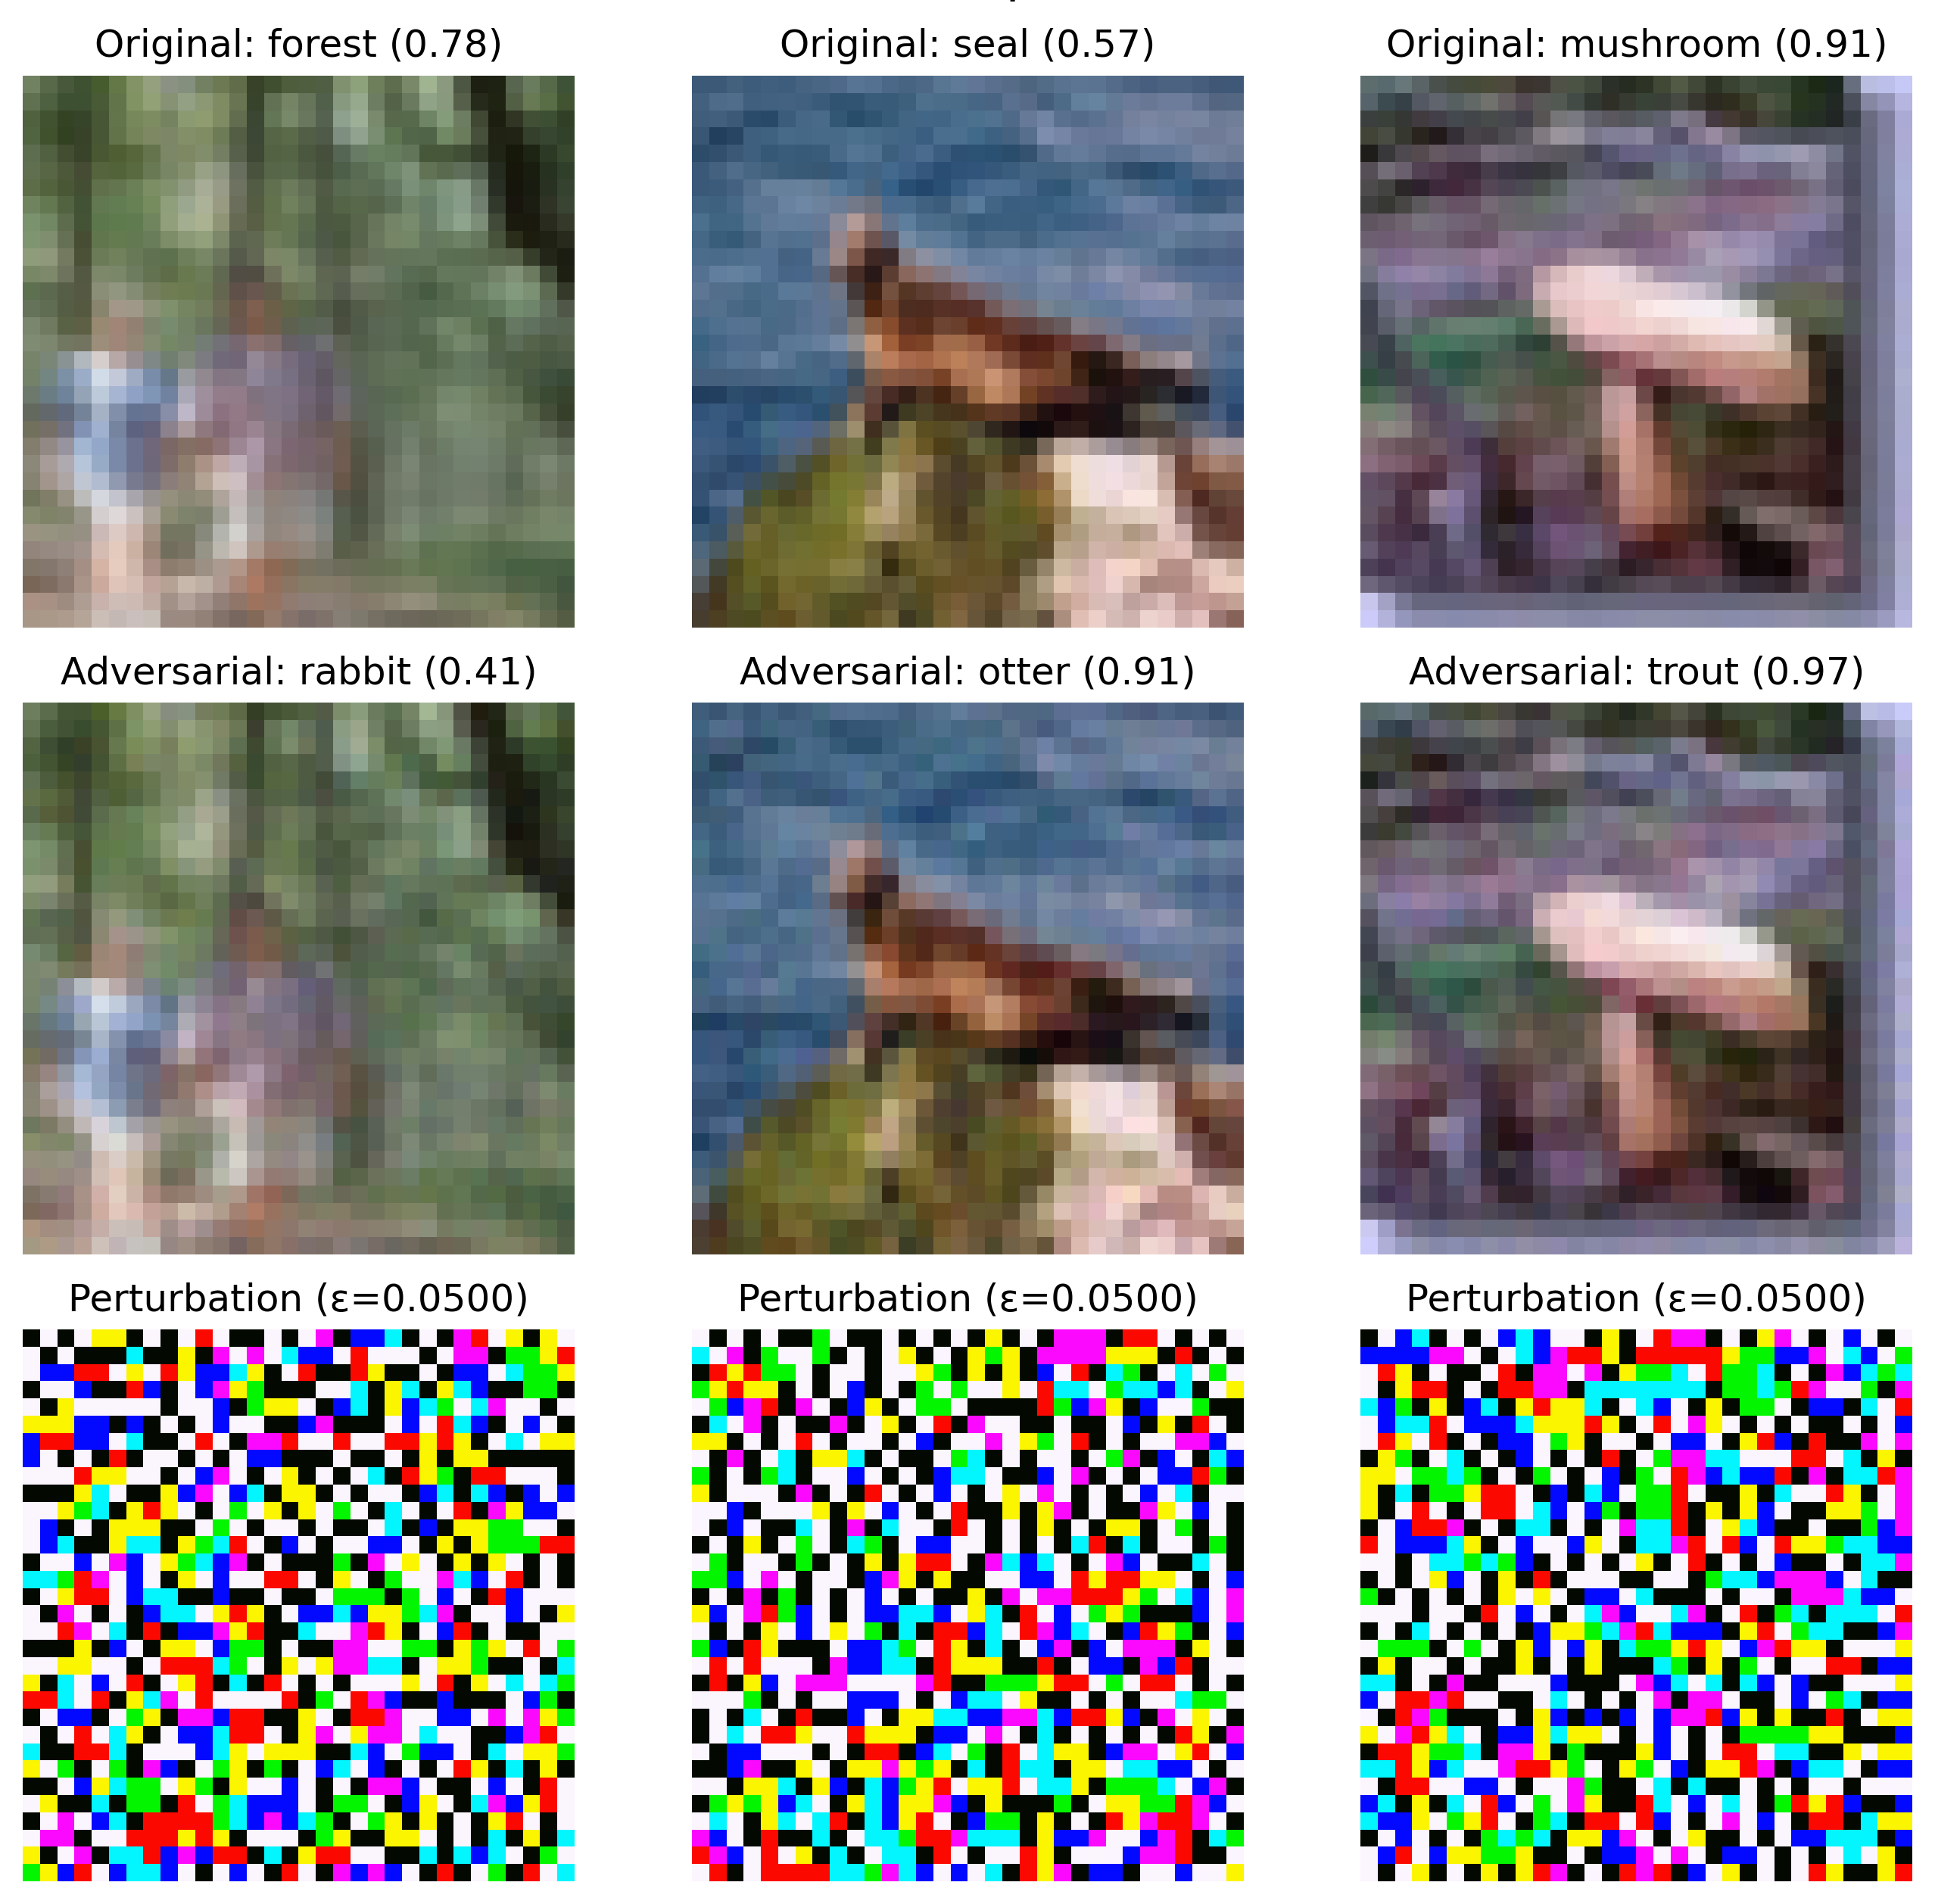 Original: forest (0.78)
Original: seal (0.57)
Original: mushroom (0.91)
Adversarial: rabbit (0.41)
Adversarial: otter (0.91)
Adversarial: trout (0.97)
Perturbation (ε=0.0500)
Perturbation (ε=0.0500)
Perturbation (ε=0.0500)